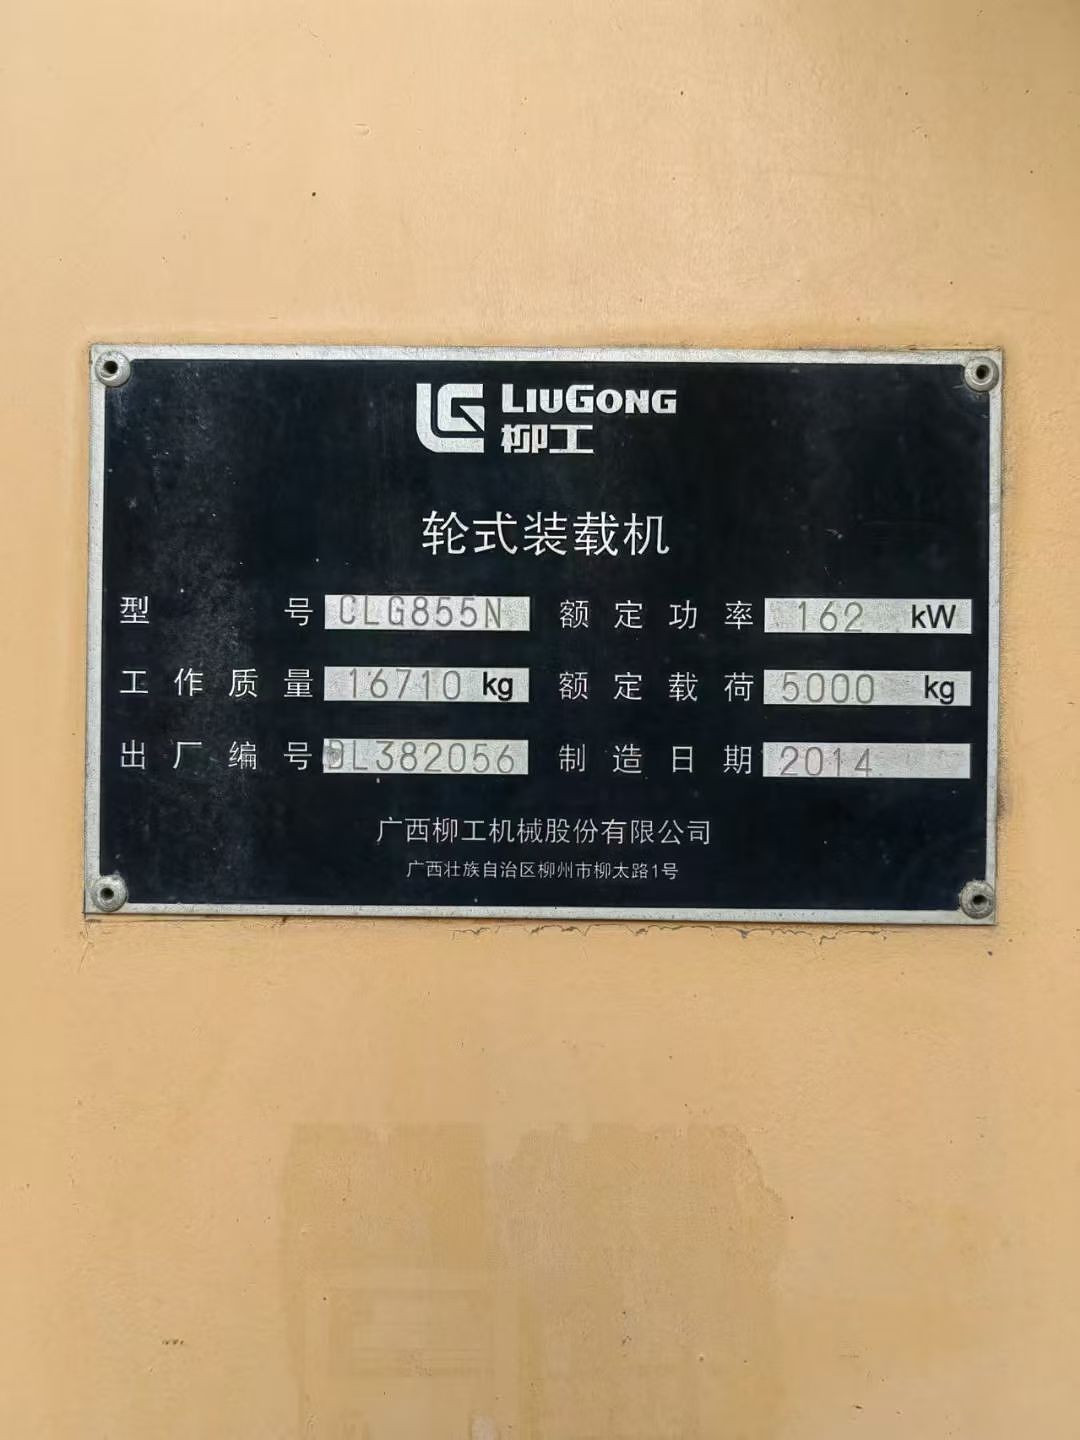 LG LIUGONG
柳工
轮式装载机
型号 CLG855N 额定功率 162 kW
工作质量 16710 kg 额定载荷 5000 kg
出厂编号 DL382056 制造日期 2014
广西柳工机械股份有限公司
广西壮族自治区柳州市柳太路1号